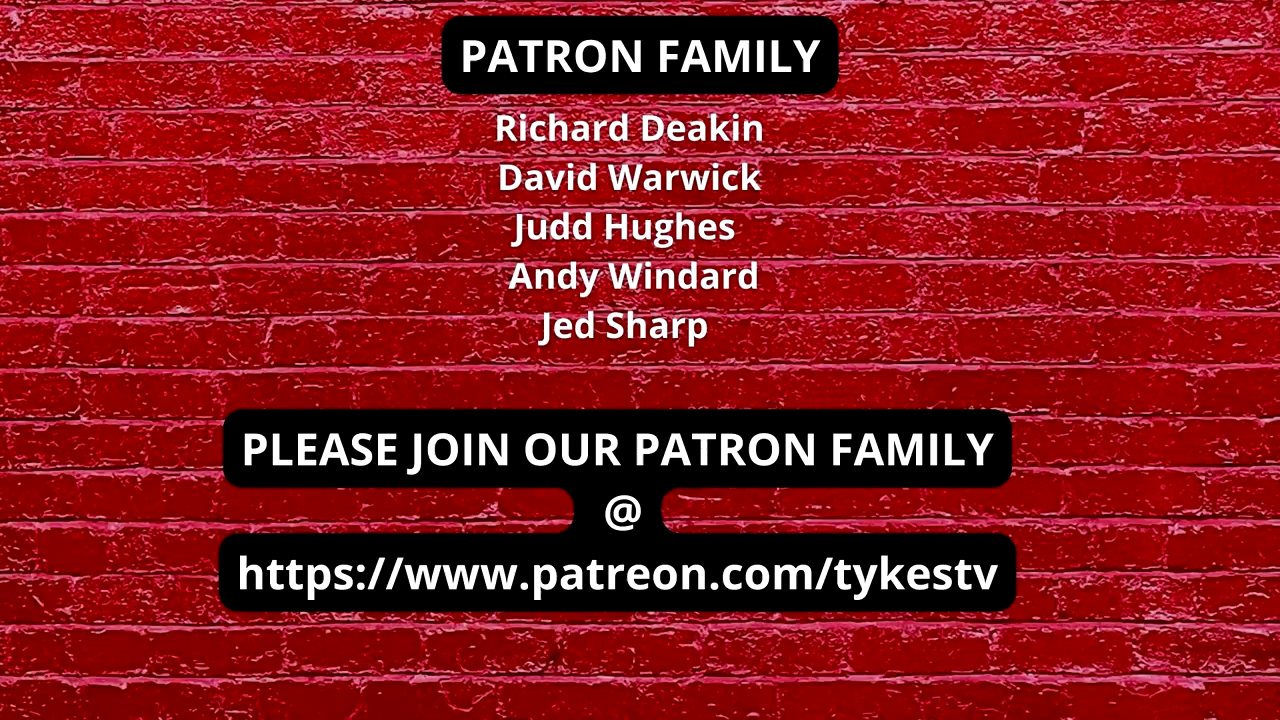 PATRON FAMILY
Richard Deakin
David Warwick
Judd Hughes
Andy Windard
Jed Sharp
PLEASE JOIN OUR PATRON FAMILY
@
https://www.patreon.com/tykestv